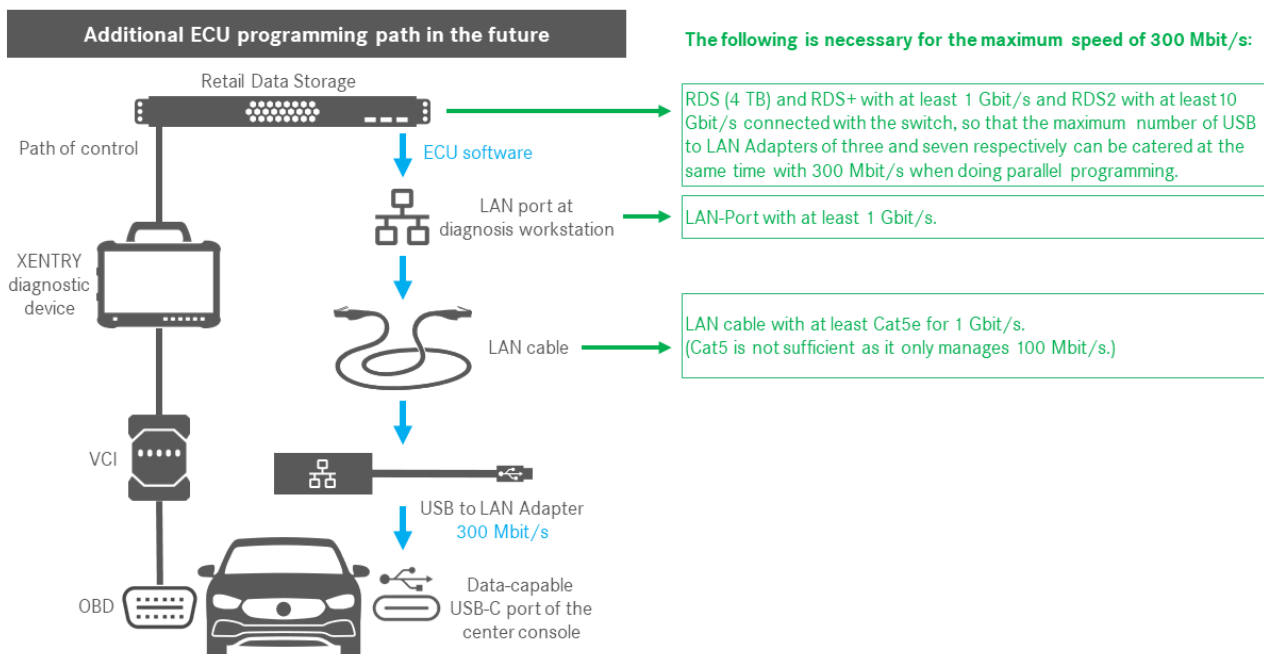 Additional ECU programming path in the future
The following is necessary for the maximum speed of 300 Mbit/s:
Retail Data Storage
RDS (4 TB) and RDS+ with at least 1 Gbit/s and RDS2 with at least 10
Gbit/s connected with the switch, so that the maximum number of USB
to LAN Adapters of three and seven respectively can be catered at the
same time with 300 Mbit/s when doing parallel programming.
Path of control
ECU software
LAN port at
diagnosis workstation
LAN-Port with at least 1 Gbit/s.
XENTRY
diagnostic
device
LAN cable
LAN cable with at least Cat5e for 1 Gbit/s.
(Cat5 is not sufficient as it only manages 100 Mbit/s.)
VCI
USB to LAN Adapter
300 Mbit/s
OBD
Data-capable
USB-C port of the
center console